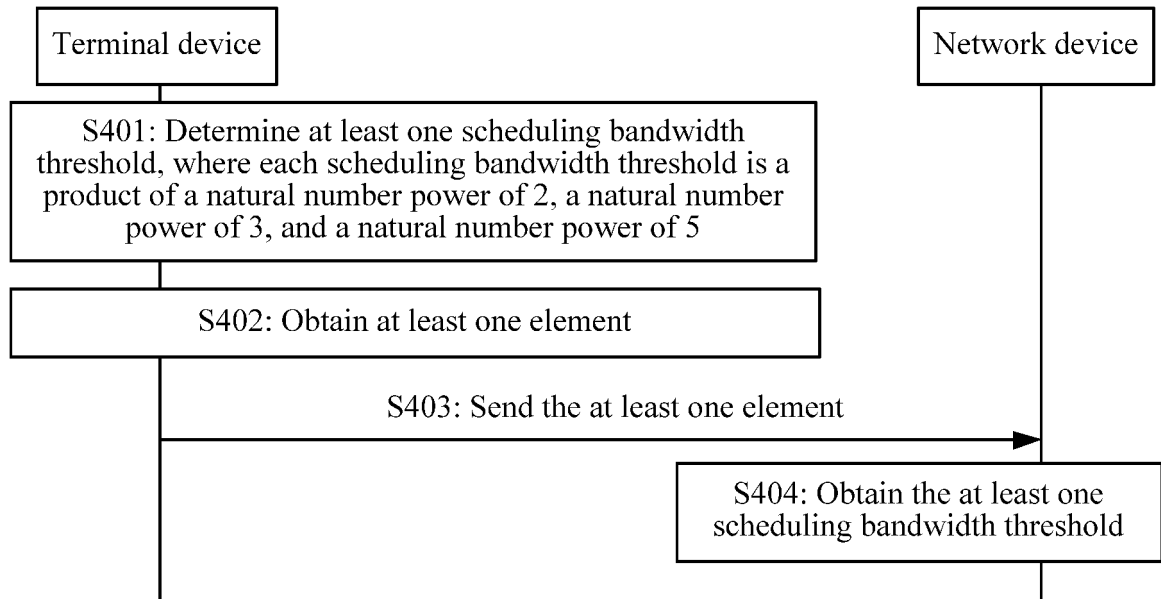 Terminal device
Network device
S401: Determine at least one scheduling bandwidth
threshold, where each scheduling bandwidth threshold is a
product of a natural number power of 2, a natural number
power of 3, and a natural number power of 5
S402: Obtain at least one element
S403: Send the at least one element
S404: Obtain the at least one
scheduling bandwidth threshold